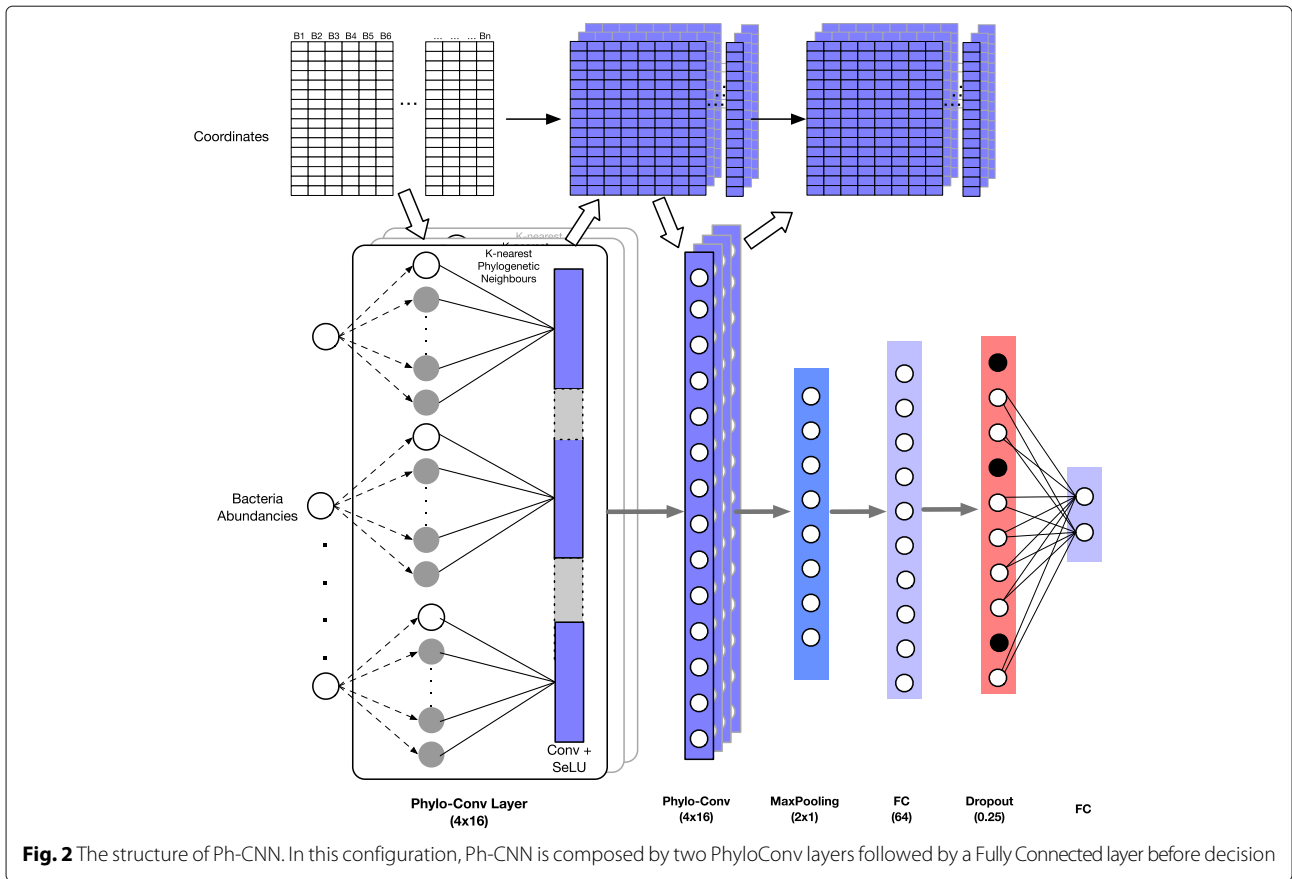 B1 B2 B3 B4 B5 B6
... ... ... Bn
...
Coordinates
K-nearest
K-nearest
Phylogenetic
Neighbours
Bacteria
Abundancies
Conv +
SeLU
Phylo-Conv Layer
(4x16)
Phylo-Conv
(4x16)
MaxPooling
(2x1)
FC
(64)
Dropout
(0.25)
FC
Fig. 2 The structure of Ph-CNN. In this configuration, Ph-CNN is composed by two PhyloConv layers followed by a Fully Connected layer before decision